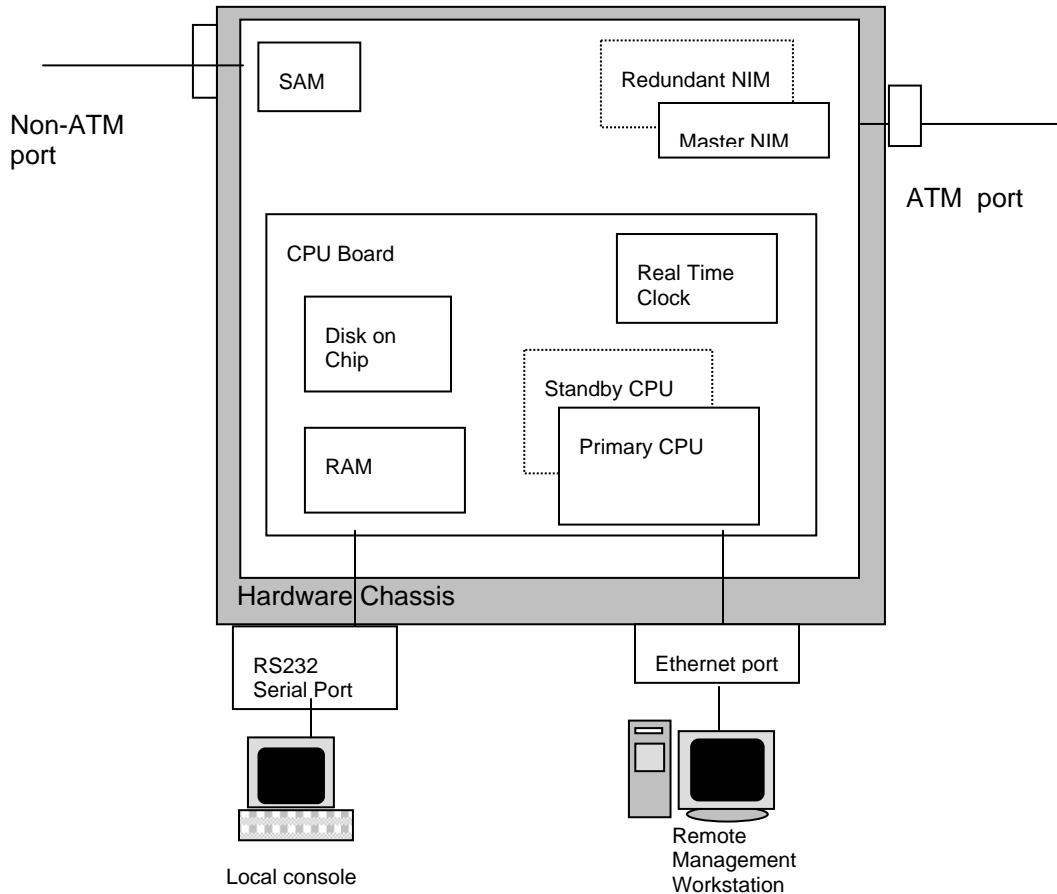 SAM
Redundant NIM
Master NIM
Non-ATM
port
ATM port
CPU Board
Real Time
Clock
Disk on
Chip
Standby CPU
Primary CPU
RAM
Hardware Chassis
RS232
Serial Port
Ethernet port
Local console
Remote
Management
Workstation